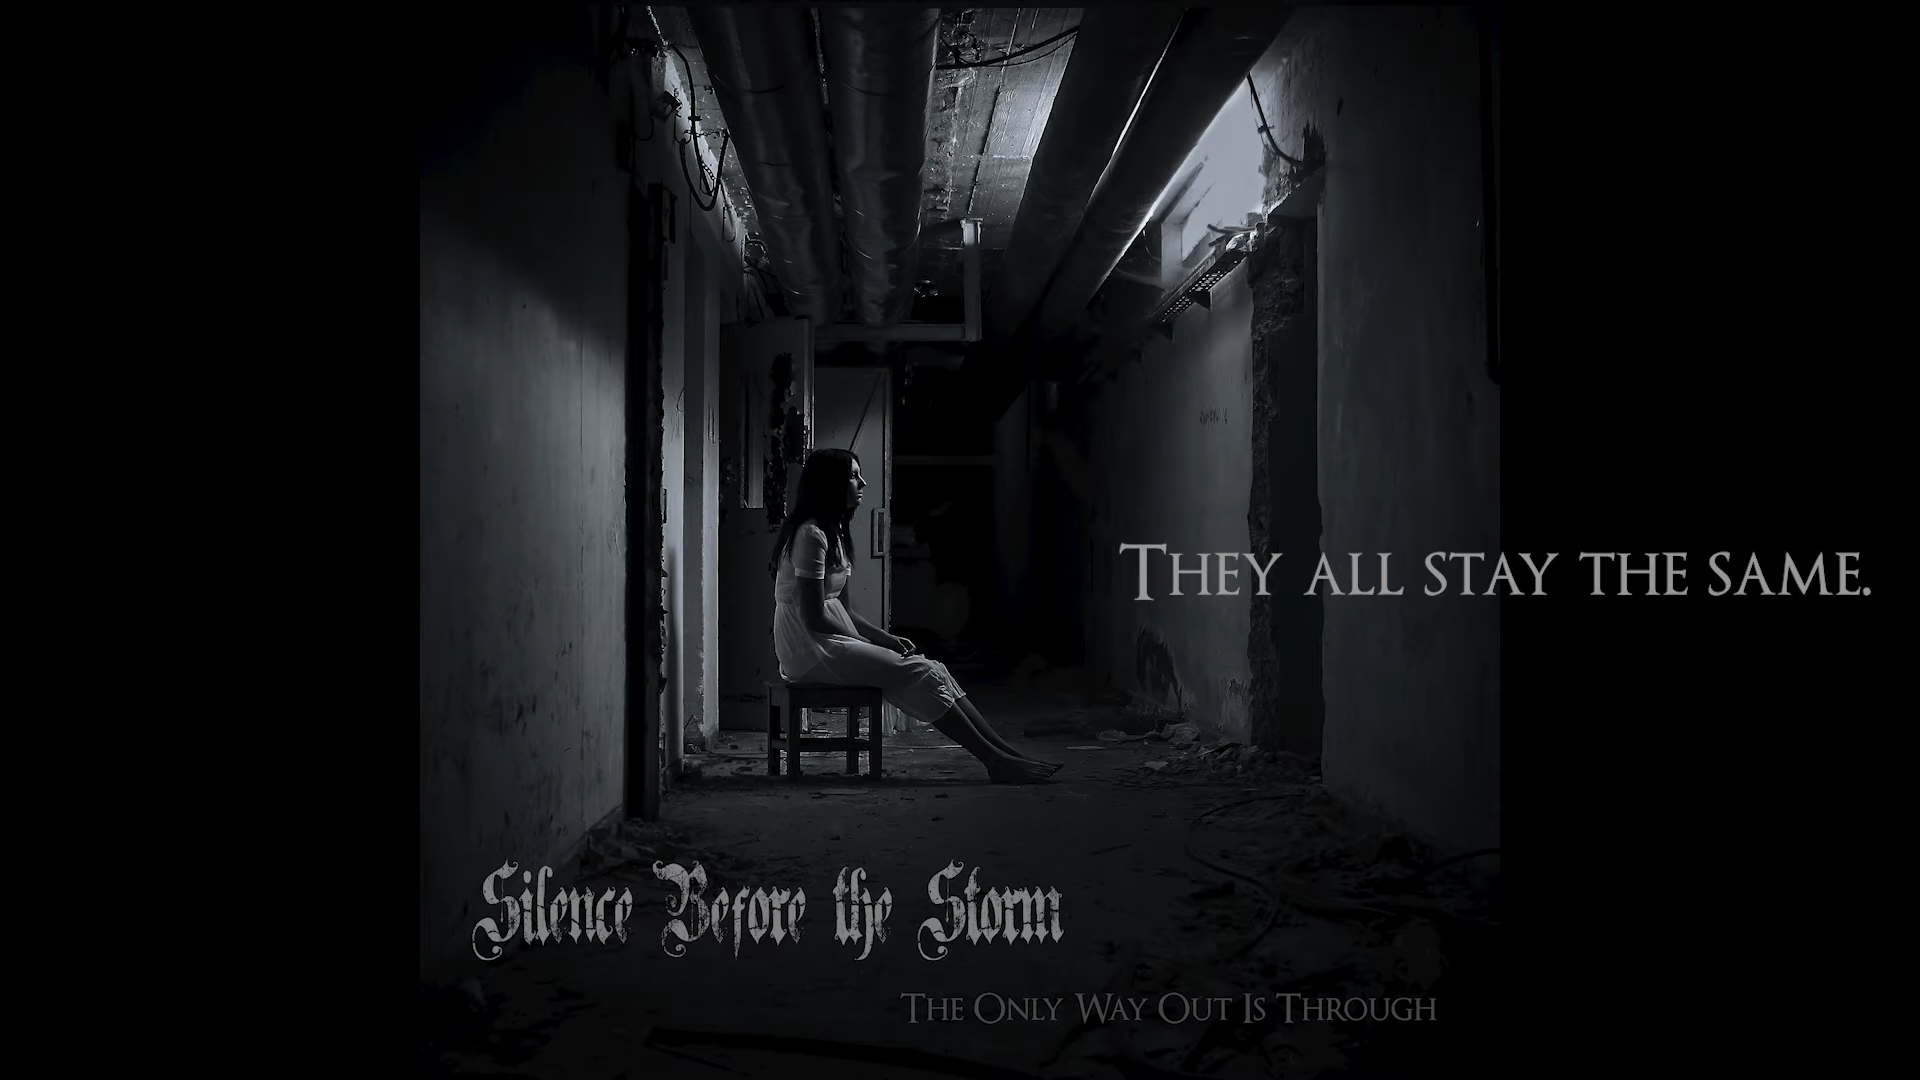 They all stay the same.
Silence Before the Storm
The Only Way Out Is Through